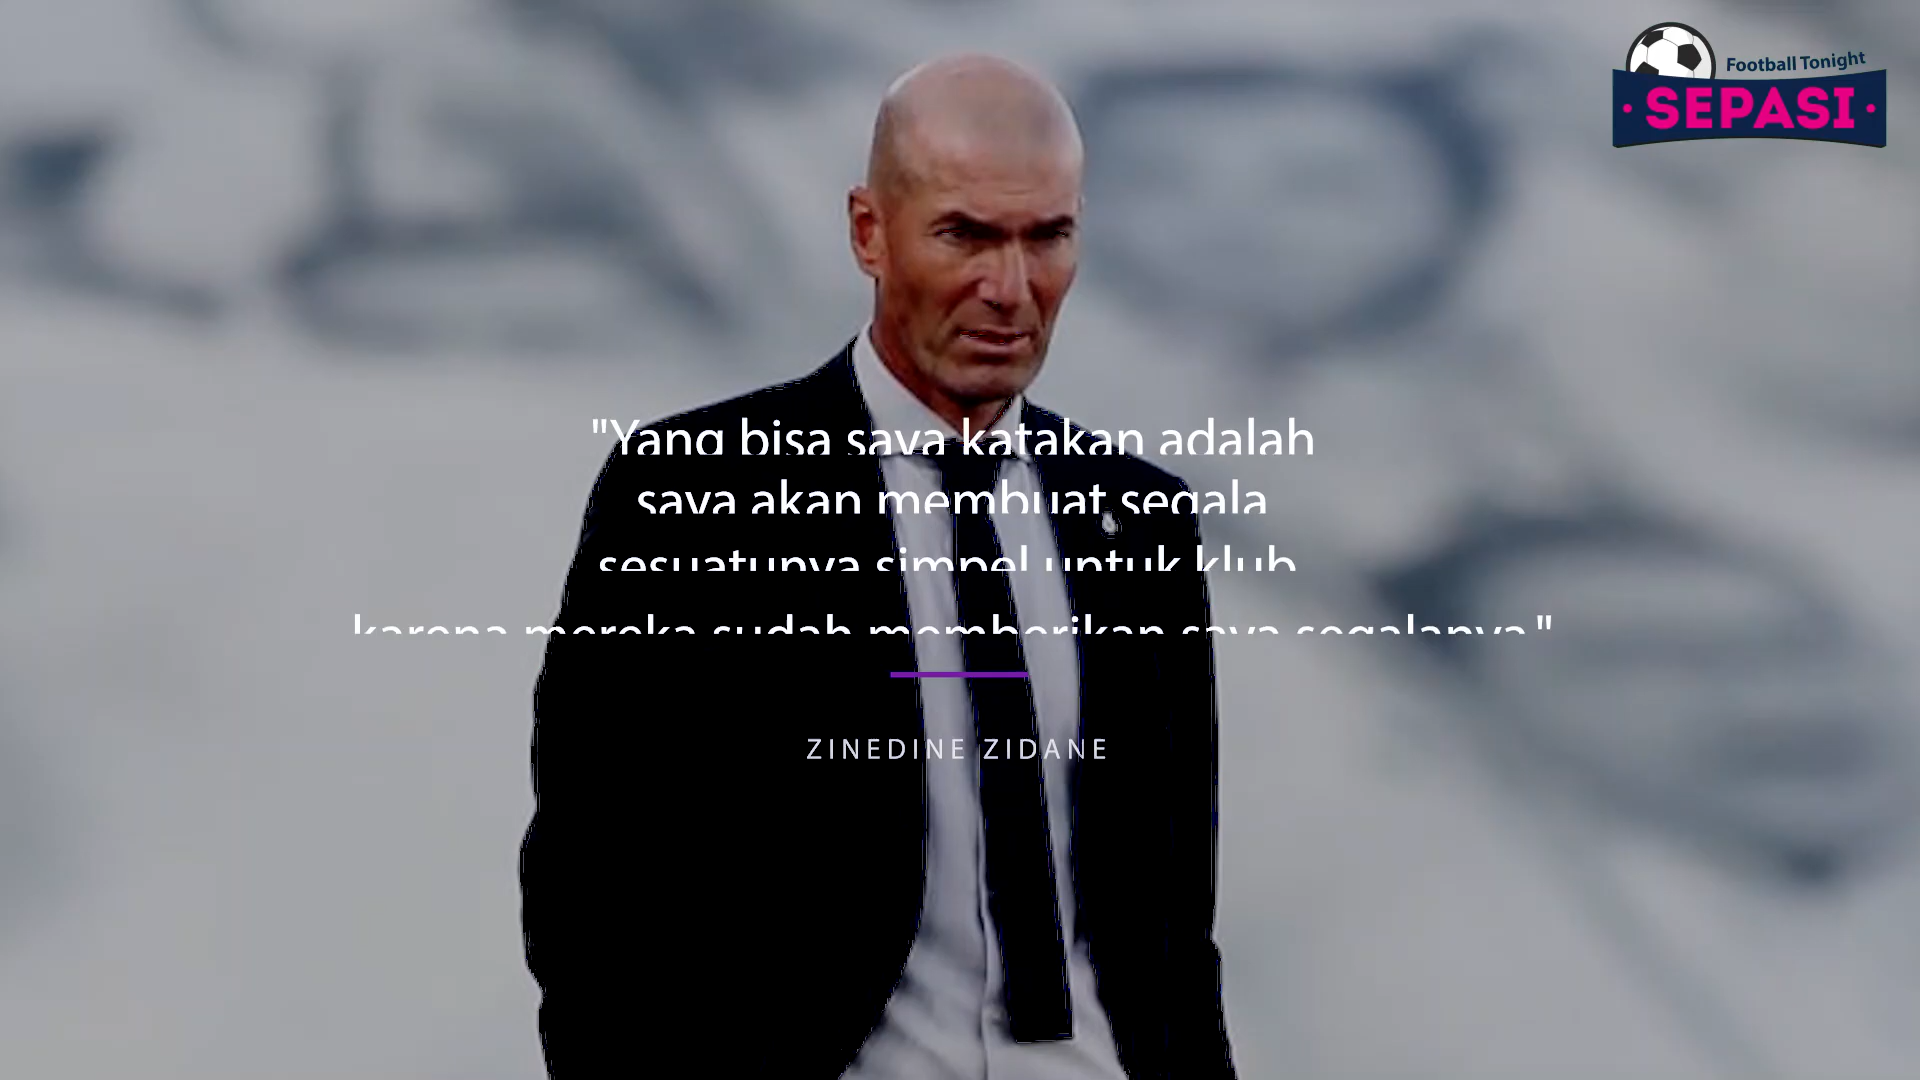 Football Tonight
· SEPASI ·
"Yang bisa saya katakan adalah
saya akan membuat segala
sesuatunya simpel untuk klub
karena mereka sudah memberikan saya segalanya."
ZINEDINE ZIDANE